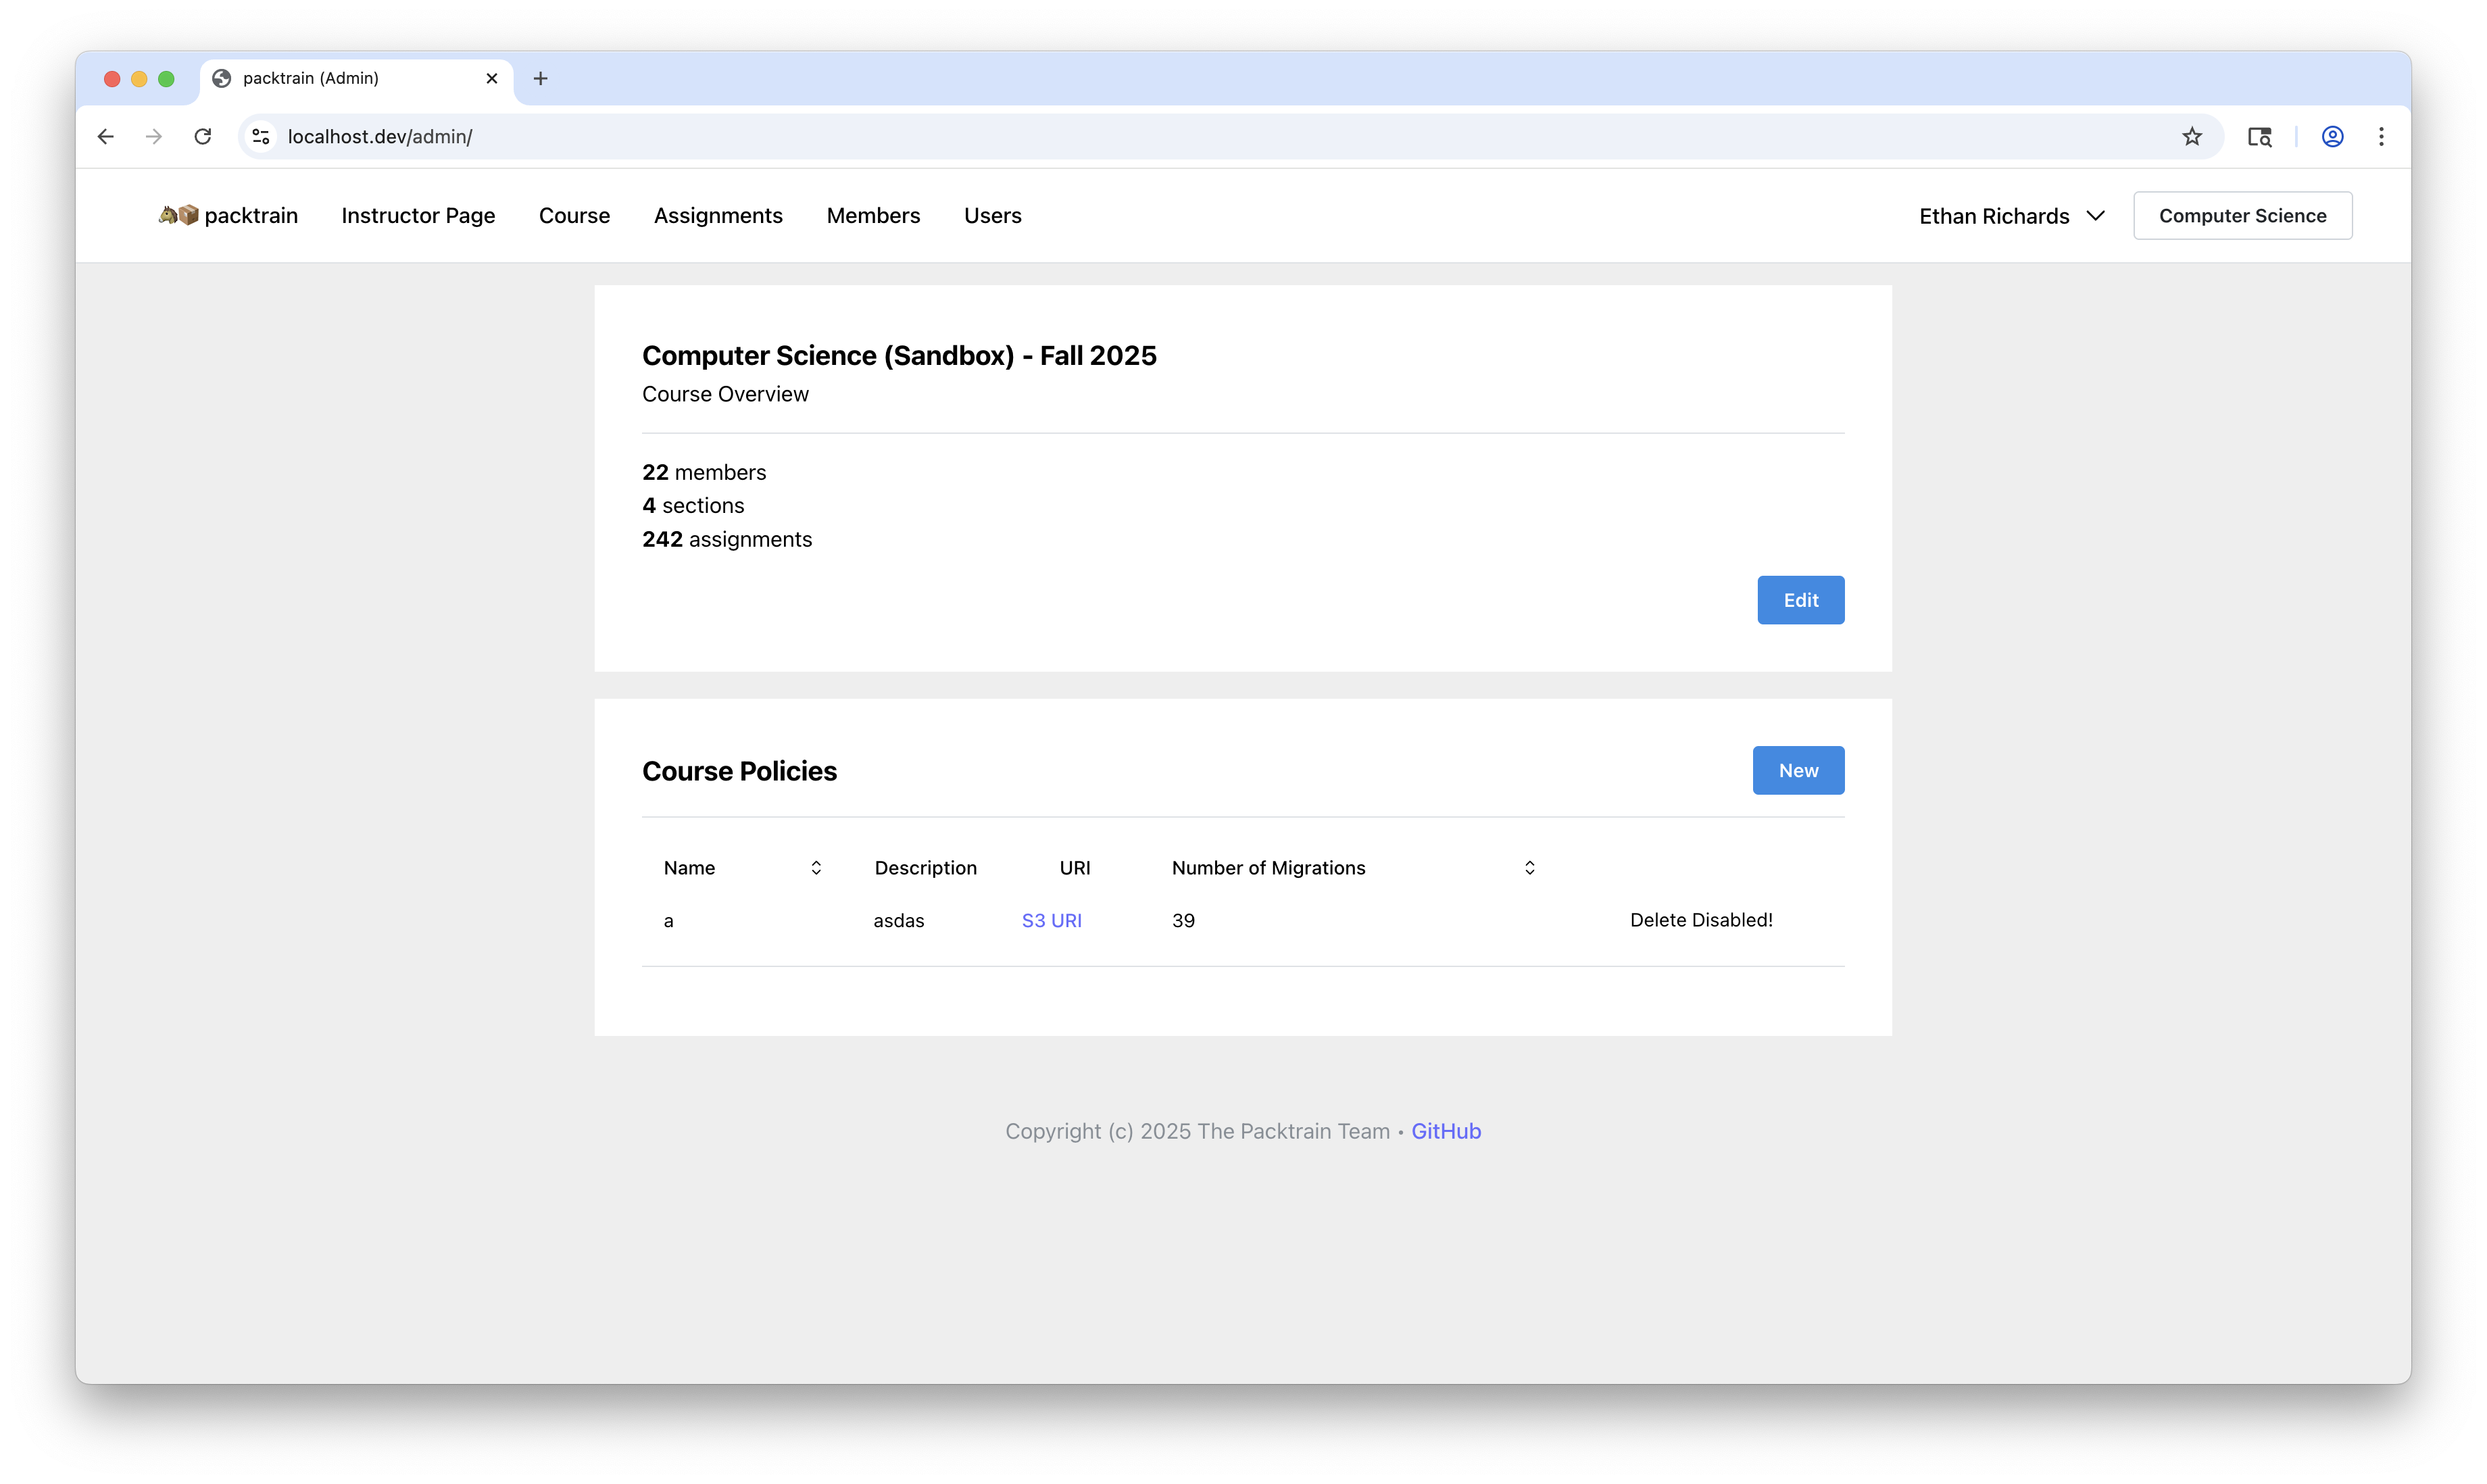 packtrain (Admin)
localhost.dev/admin/
packtrain Instructor Page Course Assignments Members Users Ethan Richards Computer Science
Computer Science (Sandbox) - Fall 2025
Course Overview
22 members
4 sections
242 assignments
Edit
Course Policies New
Name Description URI Number of Migrations
a asdas S3 URI 39 Delete Disabled!
Copyright (c) 2025 The Packtrain Team • GitHub